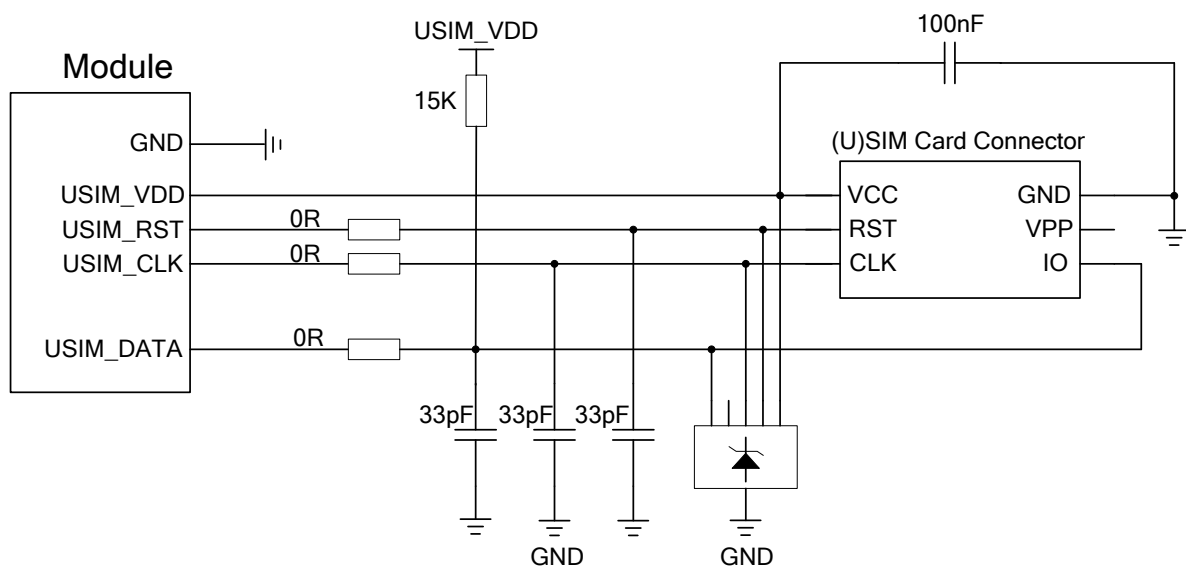 USIM_VDD
100nF
Module
15K
GND
(U)SIM Card Connector
USIM_VDD
VCC
GND
USIM_RST
0R
RST
VPP
USIM_CLK
0R
CLK
IO
USIM_DATA
0R
33pF
33pF
33pF
GND
GND